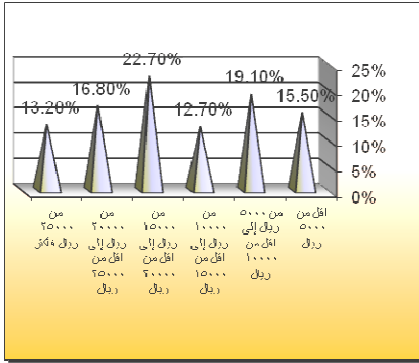 22.70%
19.10%
16.80%
15.50%
13.20%
12.70%
25%
20%
15%
10%
5%
0%
اقل من
٥٠٠٠
ريال
من ٥٠٠٠
ريال إلى
اقل من
١٠٠٠٠
ريال
من
١٠٠٠٠
ريال إلى
اقل من
١٥٠٠٠
ريال
من
١٥٠٠٠
ريال إلى
اقل من
٢٠٠٠٠
ريال
من
٢٠٠٠٠
ريال إلى
اقل من
٢٥٠٠٠
ريال
من
٢٥٠٠٠
ريال فاكثر